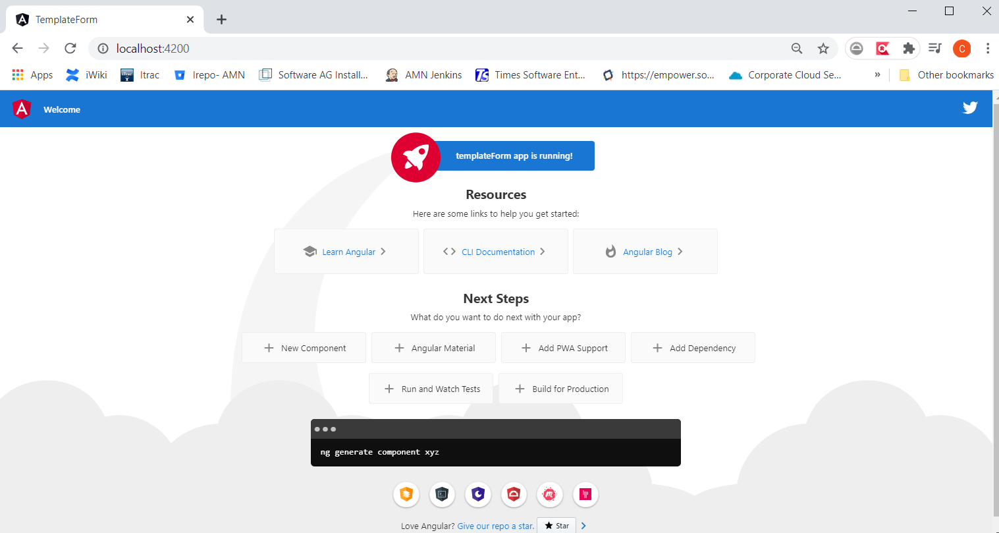 TemplateForm
localhost:4200
C
Apps iWiki Itrac Irepo- AMN Software AG Install... AMN Jenkins Times Software Ent... https://empower.so... Corporate Cloud Se... » Other bookmarks
Welcome
templateForm app is running!
Resources
Here are some links to help you get started:
Learn Angular CLI Documentation Angular Blog
Next Steps
What do you want to do next with your app?
New Component Angular Material Add PWA Support Add Dependency
Run and Watch Tests Build for Production
ng generate component xyz
Love Angular? Give our repo a star. Star